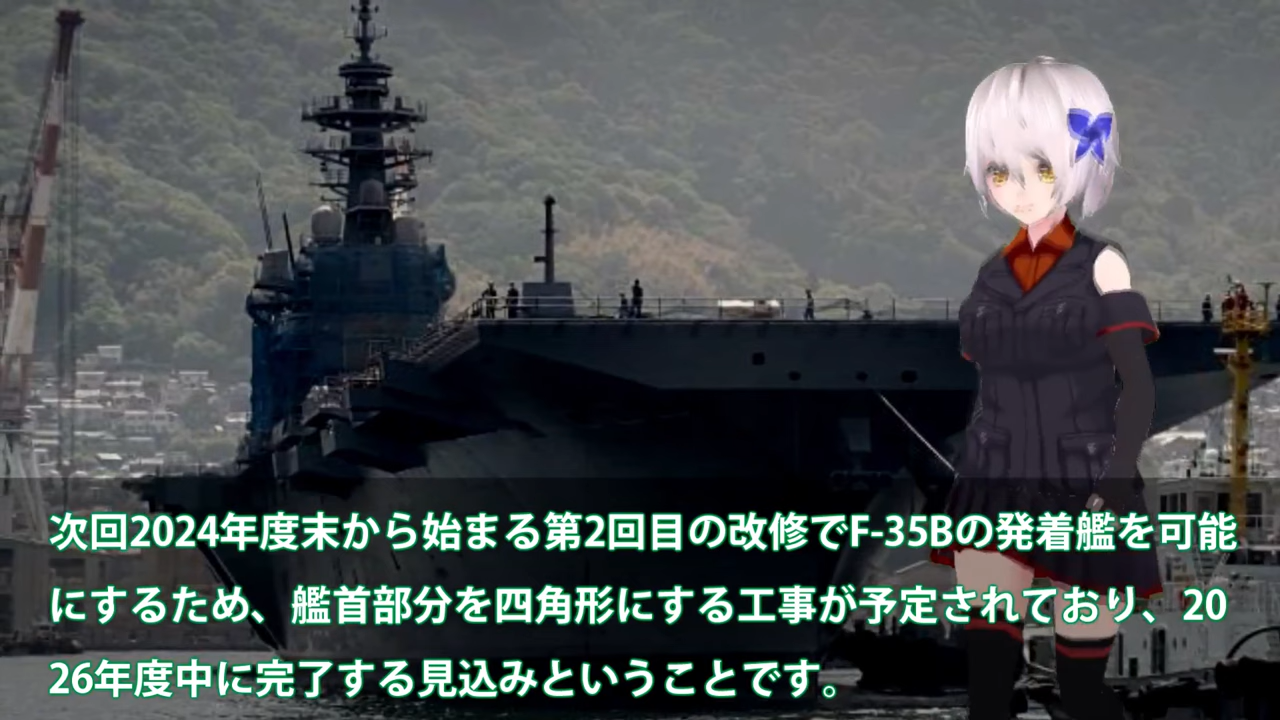 次回2024年度末から始まる第2回目の改修でF-35Bの発着艦を可能
にするため、艦首部分を四角形にする工事が予定されており、20
26年度中に完了する見込みということです。